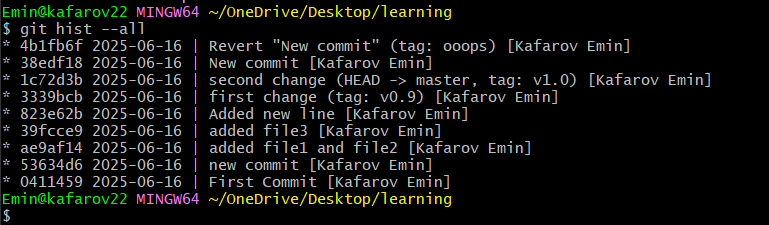 Emin@kafarov22 MINGW64 ~/OneDrive/Desktop/learning
$ git hist --all
* 4b1fb6f 2025-06-16 | Revert "New commit" (tag: ooops) [Kafarov Emin]
* 38edf18 2025-06-16 | New commit [Kafarov Emin]
* 1c72d3b 2025-06-16 | second change (HEAD -> master, tag: v1.0) [Kafarov Emin]
* 3339bcb 2025-06-16 | first change (tag: v0.9) [Kafarov Emin]
* 823e62b 2025-06-16 | Added new line [Kafarov Emin]
* 39fcce9 2025-06-16 | added file3 [Kafarov Emin]
* ae9af14 2025-06-16 | added file1 and file2 [Kafarov Emin]
* 53634d6 2025-06-16 | new commit [Kafarov Emin]
* 0411459 2025-06-16 | First Commit [Kafarov Emin]
Emin@kafarov22 MINGW64 ~/OneDrive/Desktop/learning
$